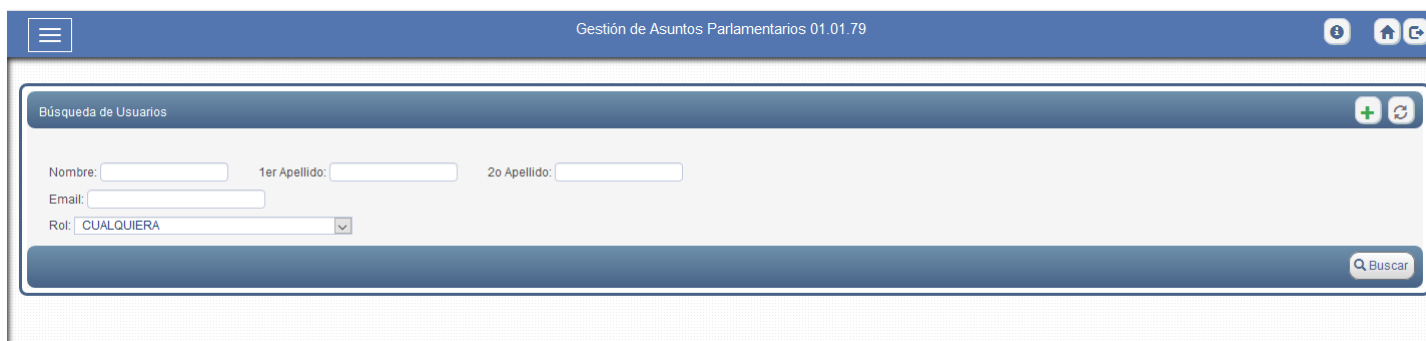 Gestión de Asuntos Parlamentarios 01.01.79
Búsqueda de Usuarios
Nombre: 1er Apellido: 2o Apellido:
Email:
Rol: CUALQUIERA
Buscar